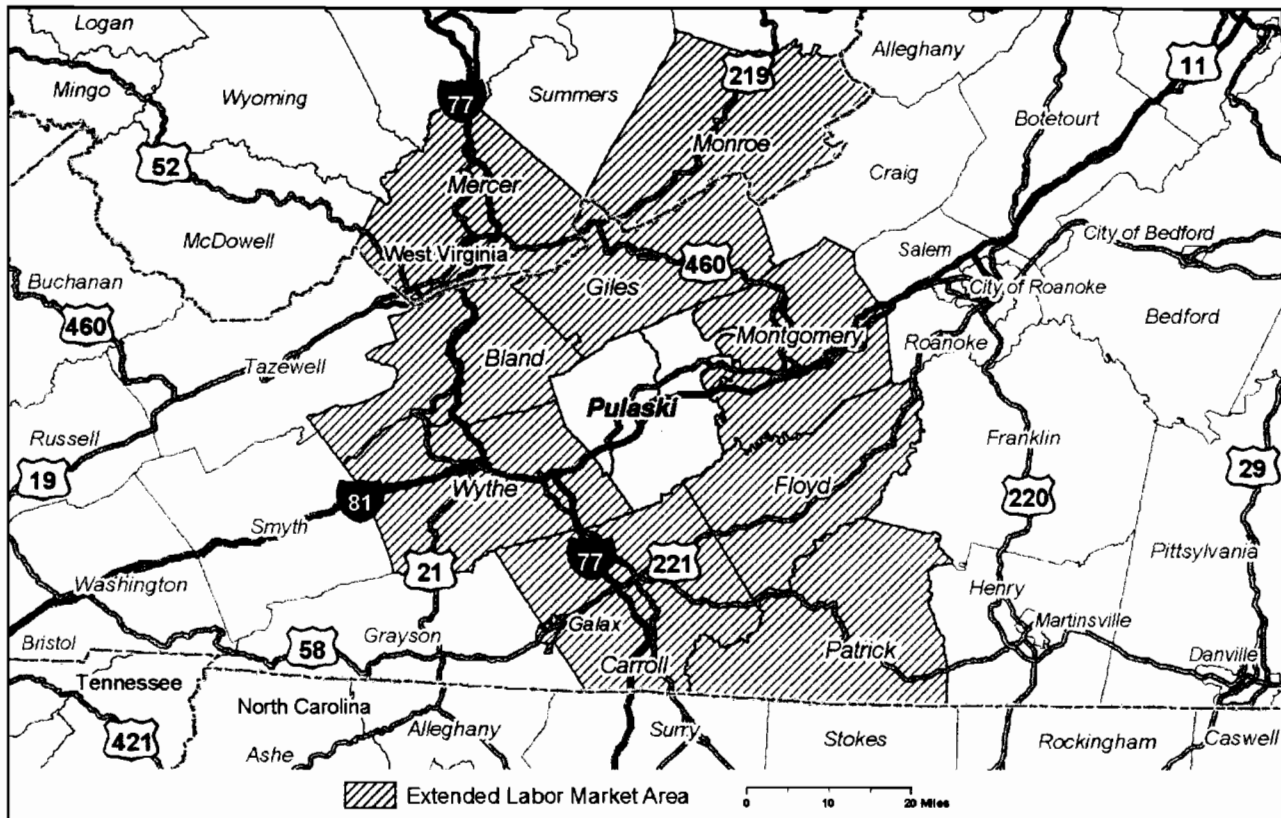 Logan
Alleghany
11
Mingo
Wyoming
77
Summers
219
Botetourt
Monroe
52
Craig
Mercer
McDowell
Salem
City of Bedford
West Virginia
460
Buchanan
Giles
City of Roanoke
460
Montgomery
Bedford
Roanoke
Bland
Tazewell
Pulaski
Russell
Franklin
19
29
Wythe
Floyd
81
220
Smyth
77
221
Pittsylvania
21
Washington
Henry
Martinsville
Galax
Bristol
58
Grayson
Patrick
Carroll
Danville
Tennessee
North Carolina
421
Alleghany
Surry
Stokes
Rockingham
Caswell
Ashe
Extended Labor Market Area
0 10 20 Miles